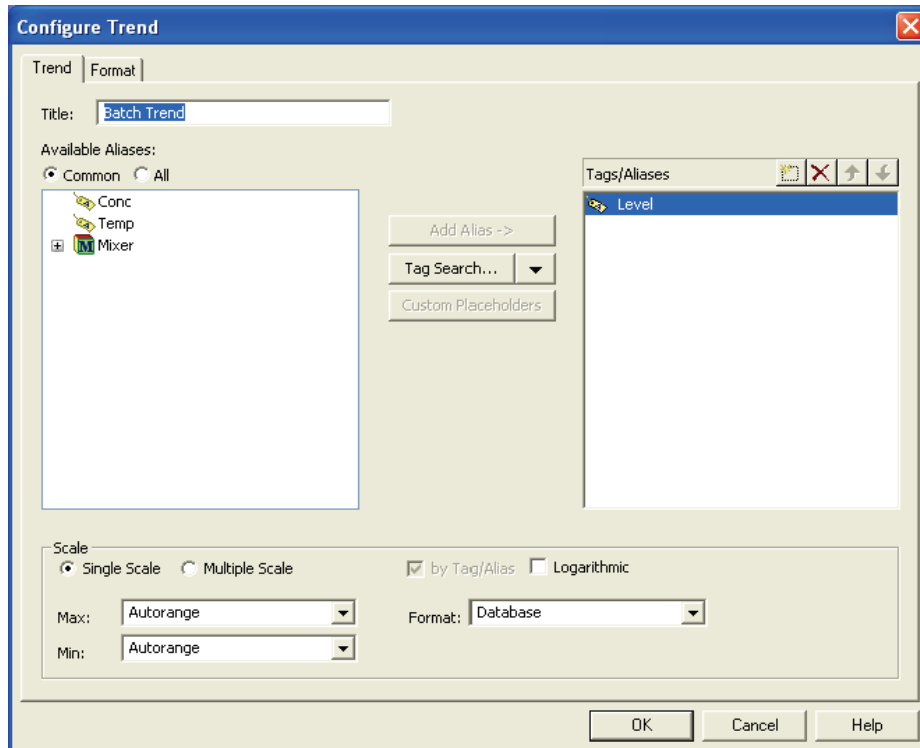 Configure Trend
Trend Format
Title: Batch Trend
Available Aliases:
Common All
Conc
Temp
M Mixer
Add Alias ->
Tag Search...
Custom Placeholders
Tags/Aliases
Level
Scale
Single Scale Multiple Scale
by Tag/Alias Logarithmic
Max: Autorange
Format: Database
Min: Autorange
OK Cancel Help